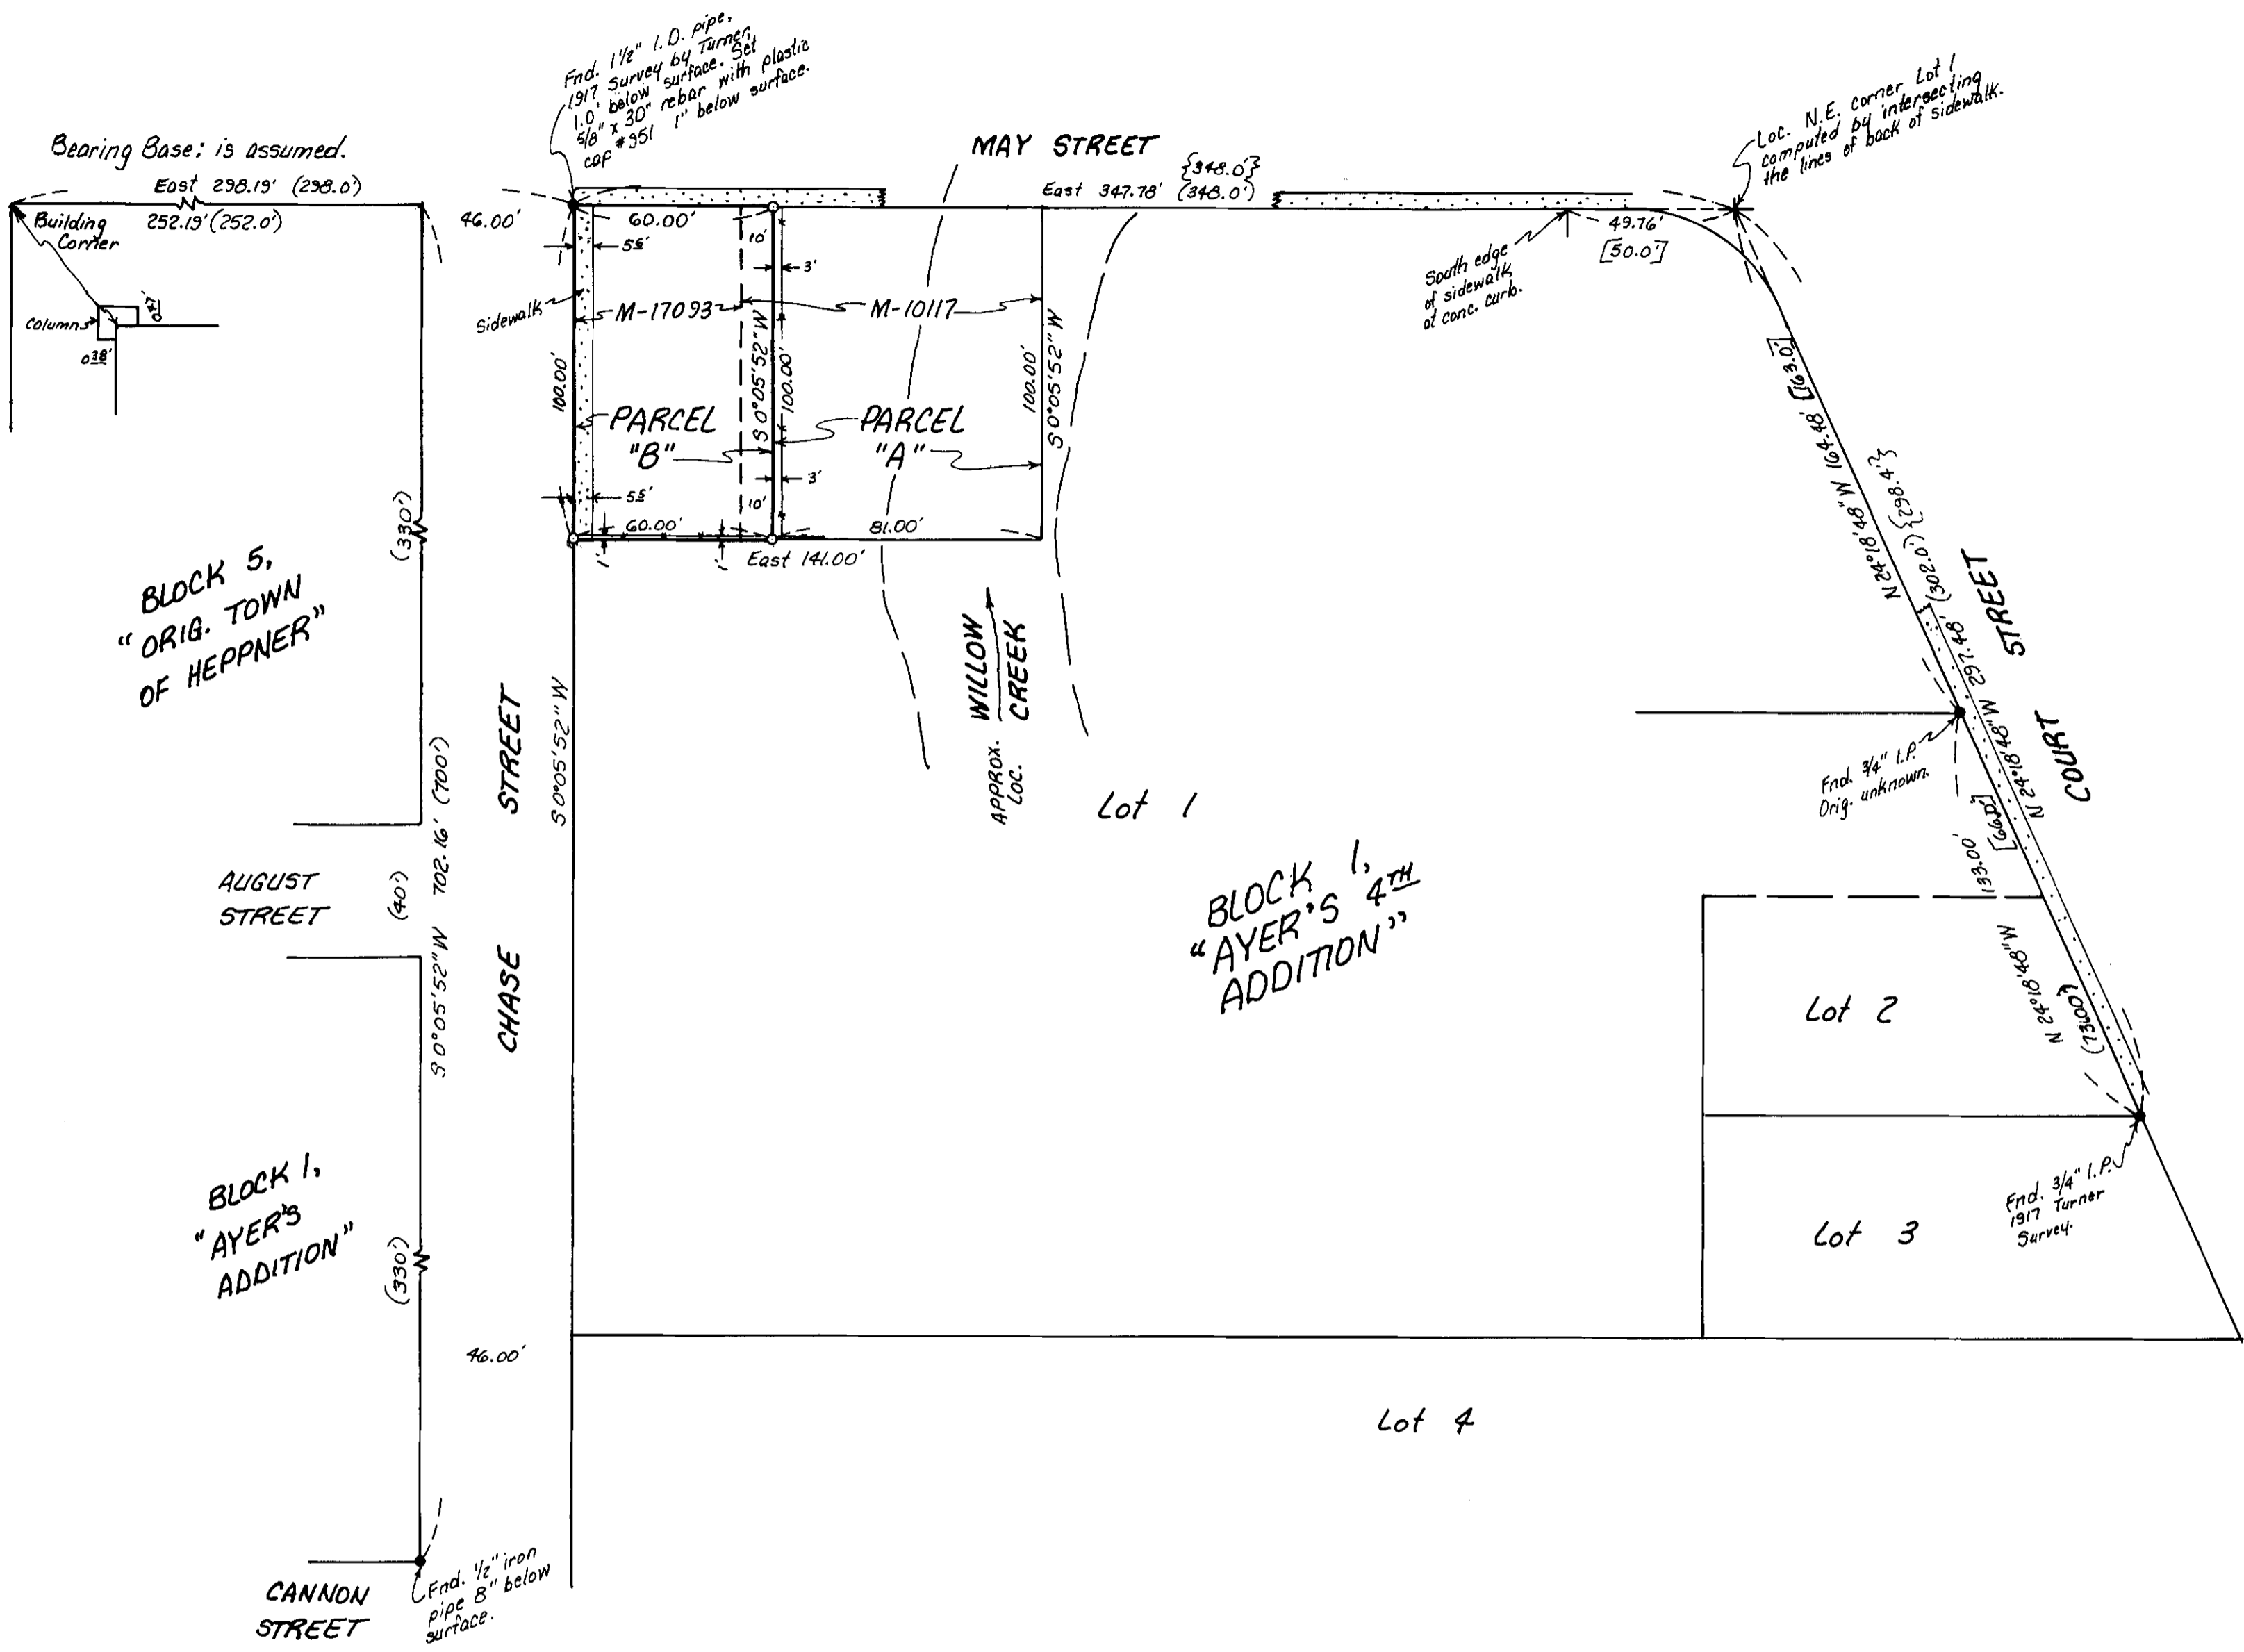 Fnd. 1½" I.D. pipe,
1917 Survey by Turner,
1.0' below surface. Set
5/8" x 30" rebar with plastic
cap #951 1" below surface.
Bearing Base: is assumed.
East 298.19' (298.0')
252.19' (252.0')
Building
Corner
Columns
0.47'
0.38'
46.00'
60.00'
5.6'
10'
3'
Sidewalk
M-17093
M-10117
100.00'
S 0°05'52" W
100.00'
100.00'
S 0°05'52" W
PARCEL
"B"
PARCEL
"A"
5.5'
3'
10'
60.00'
1'
1'
81.00'
East 141.00'
MAY STREET
{348.0'}
East 347.78' (348.0')
Loc. N.E. corner Lot 1
computed by intersecting
the lines of back of sidewalk.
49.76'
[50.0']
South edge
of sidewalk
at conc. curb.
N 24°18'48" W 164.48' [163.0']
N 24°18'48" W 297.48' (302.0') {298.4'}
COURT STREET
Fnd. 3/4" I.P.
Orig. unknown.
133.00'
[66.0']
N 24°18'48" W
(73.00')
Fnd. 3/4" I.P.
1917 Turner
Survey.
(330')
BLOCK 5,
"ORIG. TOWN
OF HEPPNER"
AUGUST
STREET
(40')
S 0°05'52" W 702.16' (700')
CHASE STREET
S 0°05'52" W
APPROX.
LOC.
WILLOW
CREEK
Lot 1
BLOCK 1,
"AYER'S 4TH
ADDITION"
Lot 2
Lot 3
Lot 4
BLOCK 1,
"AYER'S
ADDITION"
(330')
46.00'
CANNON
STREET
Fnd. ½" iron
pipe 8" below
surface.